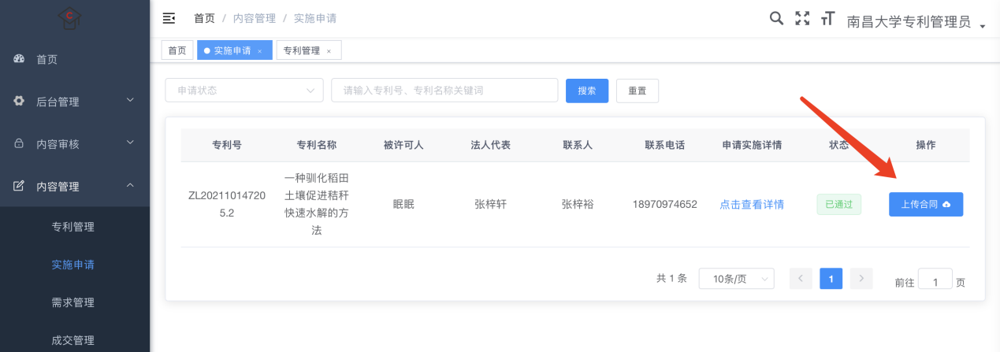 首页 / 内容管理 / 实施申请
南昌大学专利管理员
首页
实施申请 ×
专利管理 ×
首页
后台管理
内容审核
内容管理
专利管理
实施申请
需求管理
成交管理
申请状态
请输入专利号、专利名称关键词
搜索
重置
专利号 专利名称 被许可人 法人代表 联系人 联系电话 申请实施详情 状态 操作
ZL20211014720
5.2
一种驯化稻田
土壤促进秸秆
快速水解的方
法
眠眠
张梓轩
张梓裕
18970974652
点击查看详情
已通过
上传合同
共 1 条
10条/页
1
前往 1 页